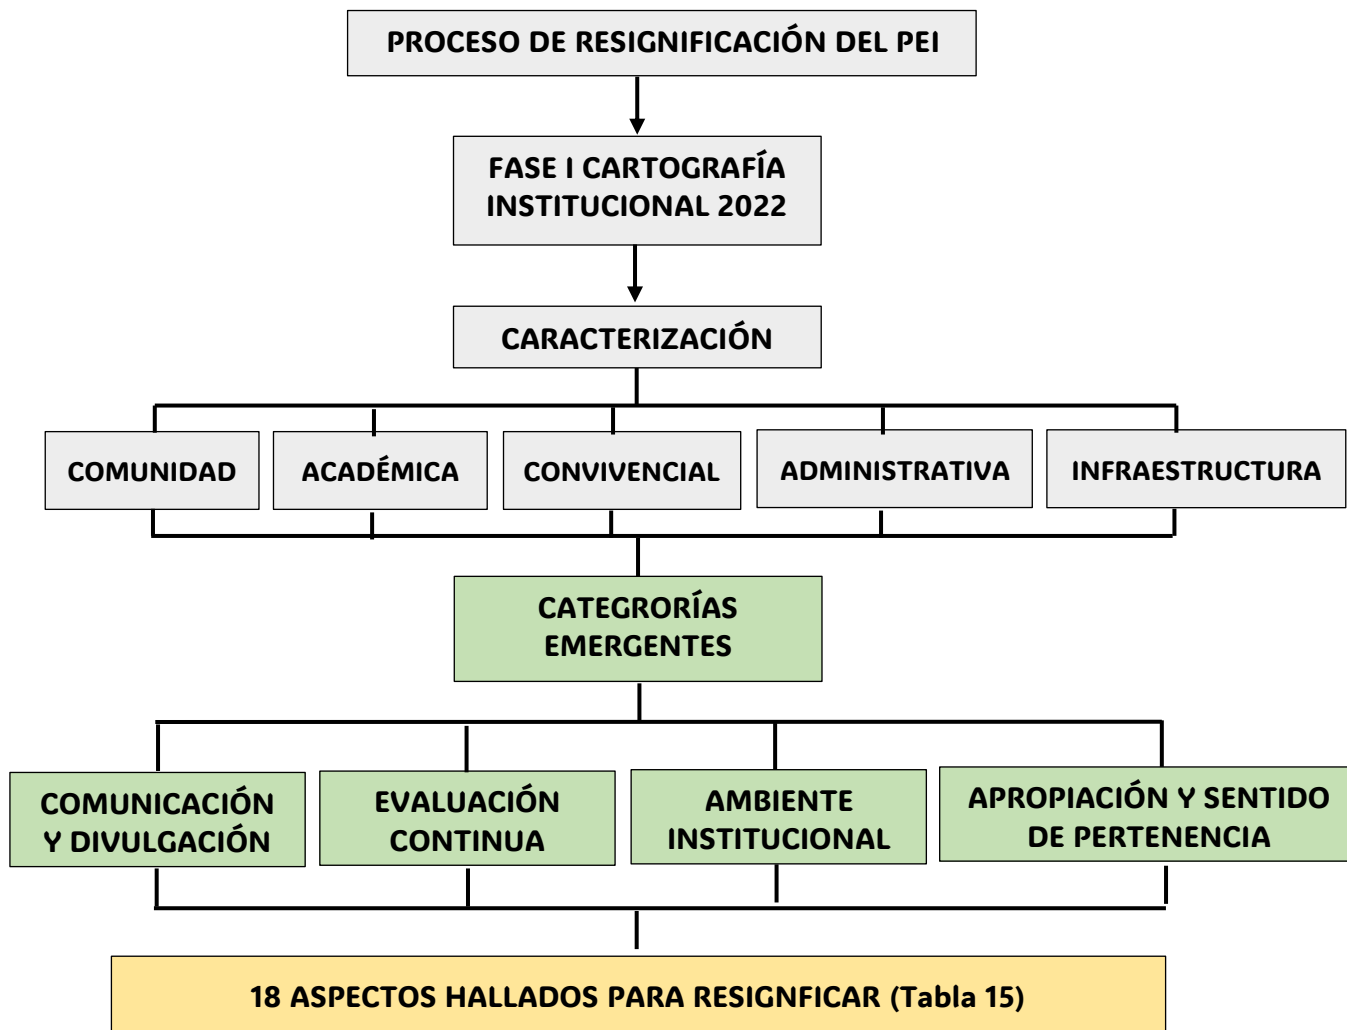 PROCESO DE RESIGNIFICACIÓN DEL PEI
FASE I CARTOGRAFÍA
INSTITUCIONAL 2022
CARACTERIZACIÓN
COMUNIDAD
ACADÉMICA
CONVIVENCIAL
ADMINISTRATIVA
INFRAESTRUCTURA
CATEGRORÍAS
EMERGENTES
COMUNICACIÓN
Y DIVULGACIÓN
EVALUACIÓN
CONTINUA
AMBIENTE
INSTITUCIONAL
APROPIACIÓN Y SENTIDO
DE PERTENENCIA
18 ASPECTOS HALLADOS PARA RESIGNFICAR (Tabla 15)